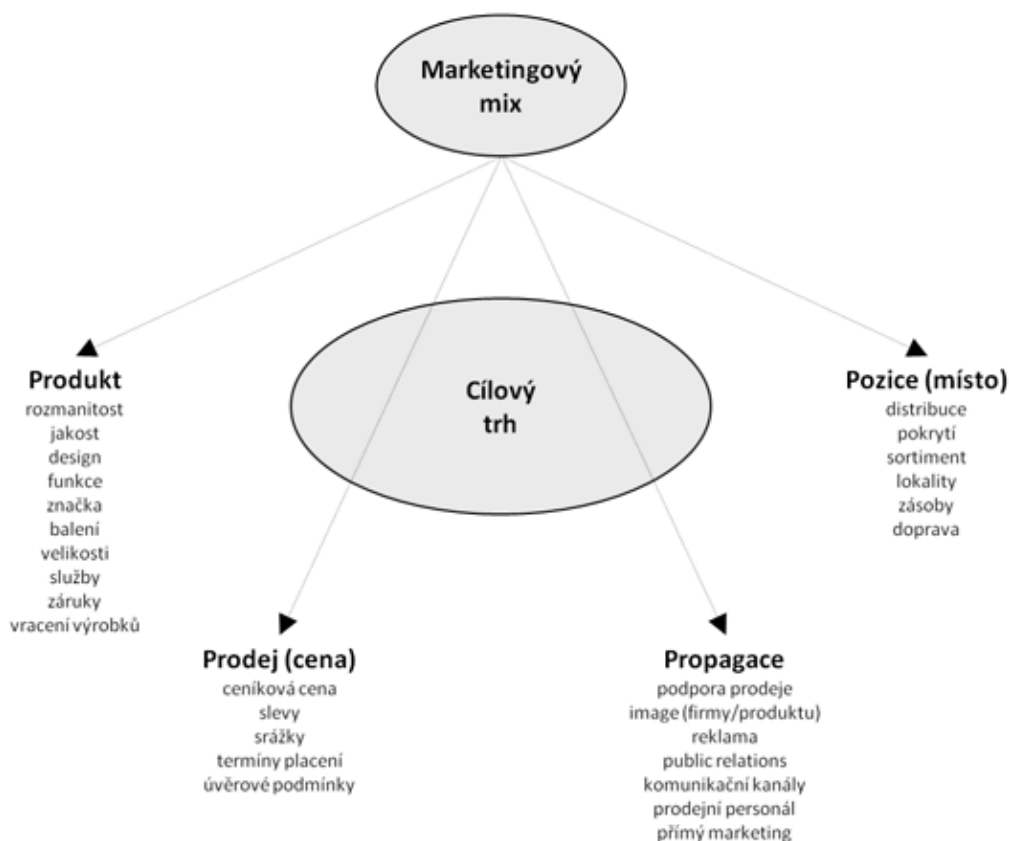 Marketingový
mix
Cílový
trh
Produkt
rozmanitost
jakost
design
funkce
značka
balení
velikosti
služby
záruky
vracení výrobků
Pozice (místo)
distribuce
pokrytí
sortiment
lokality
zásoby
doprava
Prodej (cena)
ceníková cena
slevy
srážky
termíny placení
úvěrové podmínky
Propagace
podpora prodeje
image (firmy/produktu)
reklama
public relations
komunikační kanály
prodejní personál
přímý marketing